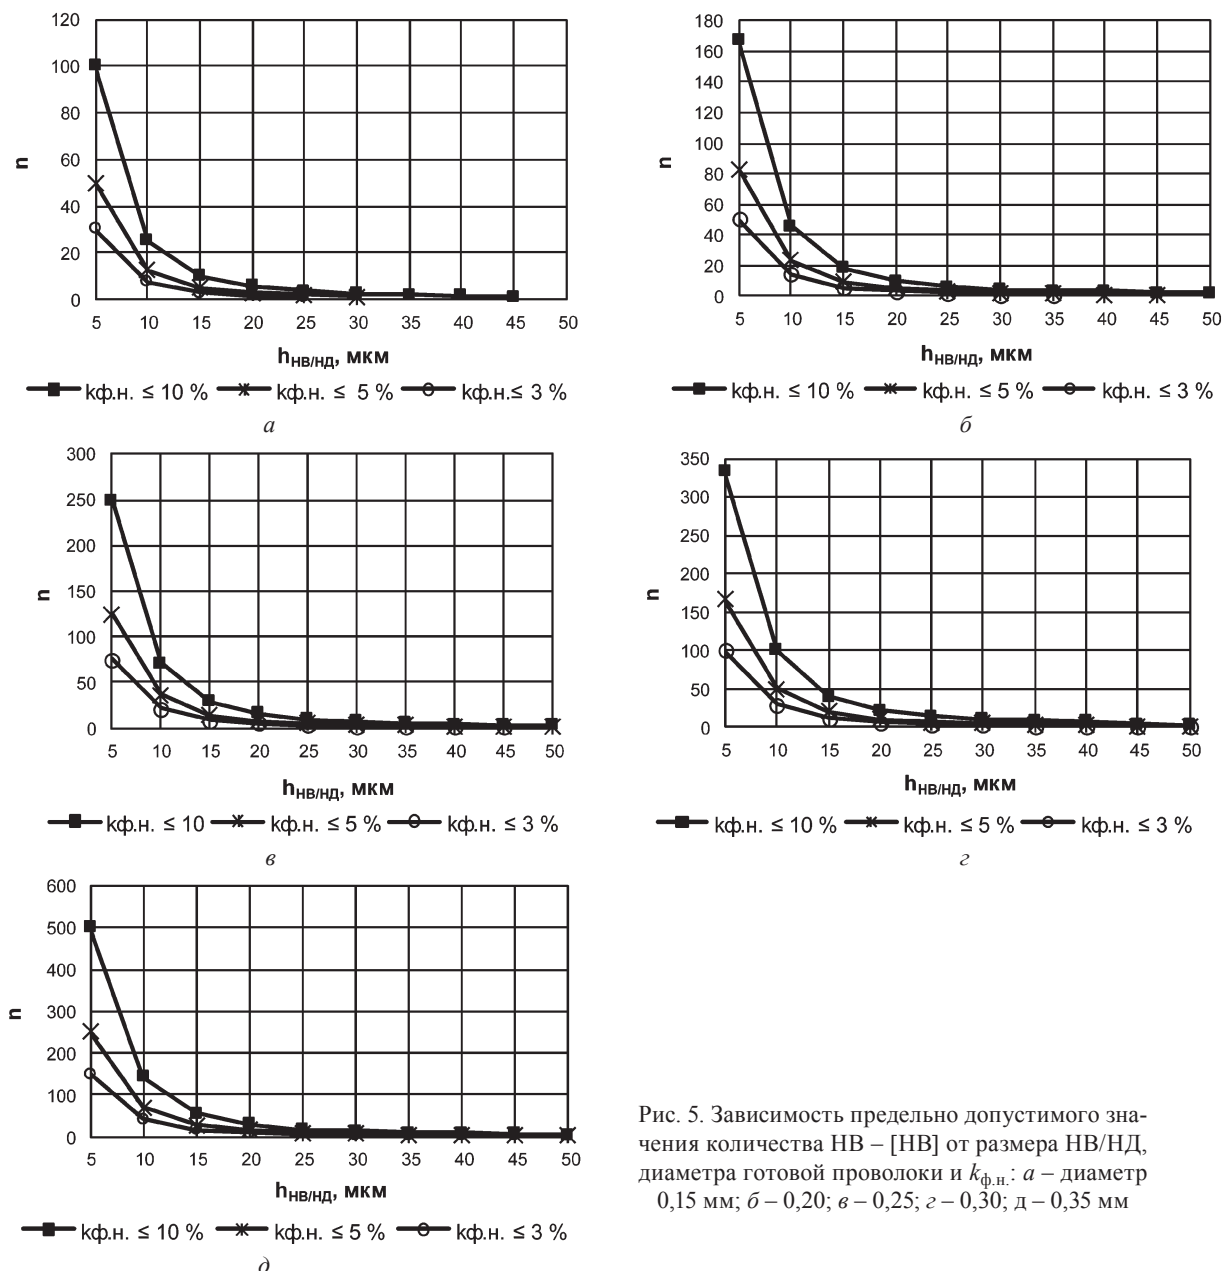 120
100
80
60
40
20
0
n
5 10 15 20 25 30 35 40 45 50
hНВ/НД, мкм
kф.н. ≤ 10 % kф.н. ≤ 5 % kф.н.≤ 3 %
а
180
160
140
120
100
80
60
40
20
0
n
5 10 15 20 25 30 35 40 45 50
hНВ/НД, мкм
kф.н. ≤ 10 % kф.н. ≤ 5 % kф.н. ≤ 3 %
б
300
250
200
150
100
50
0
n
5 10 15 20 25 30 35 40 45 50
hНВ/НД, мкм
kф.н. ≤ 10 kф.н. ≤ 5 % kф.н. ≤ 3 %
в
350
300
250
200
150
100
50
0
n
5 10 15 20 25 30 35 40 45 50
hНВ/НД, мкм
kф.н. ≤ 10 % kф.н. ≤ 5 % kф.н. ≤ 3 %
г
600
500
400
300
200
100
0
n
5 10 15 20 25 30 35 40 45 50
hНВ/НД, мкм
kф.н. ≤ 10 % kф.н. ≤ 5 % kф.н. ≤ 3 %
д
Рис. 5. Зависимость предельно допустимого зна-
чения количества НВ – [НВ] от размера НВ/НД,
диаметра готовой проволоки и kф.н.: а – диаметр
0,15 мм; б – 0,20; в – 0,25; г – 0,30; д – 0,35 мм